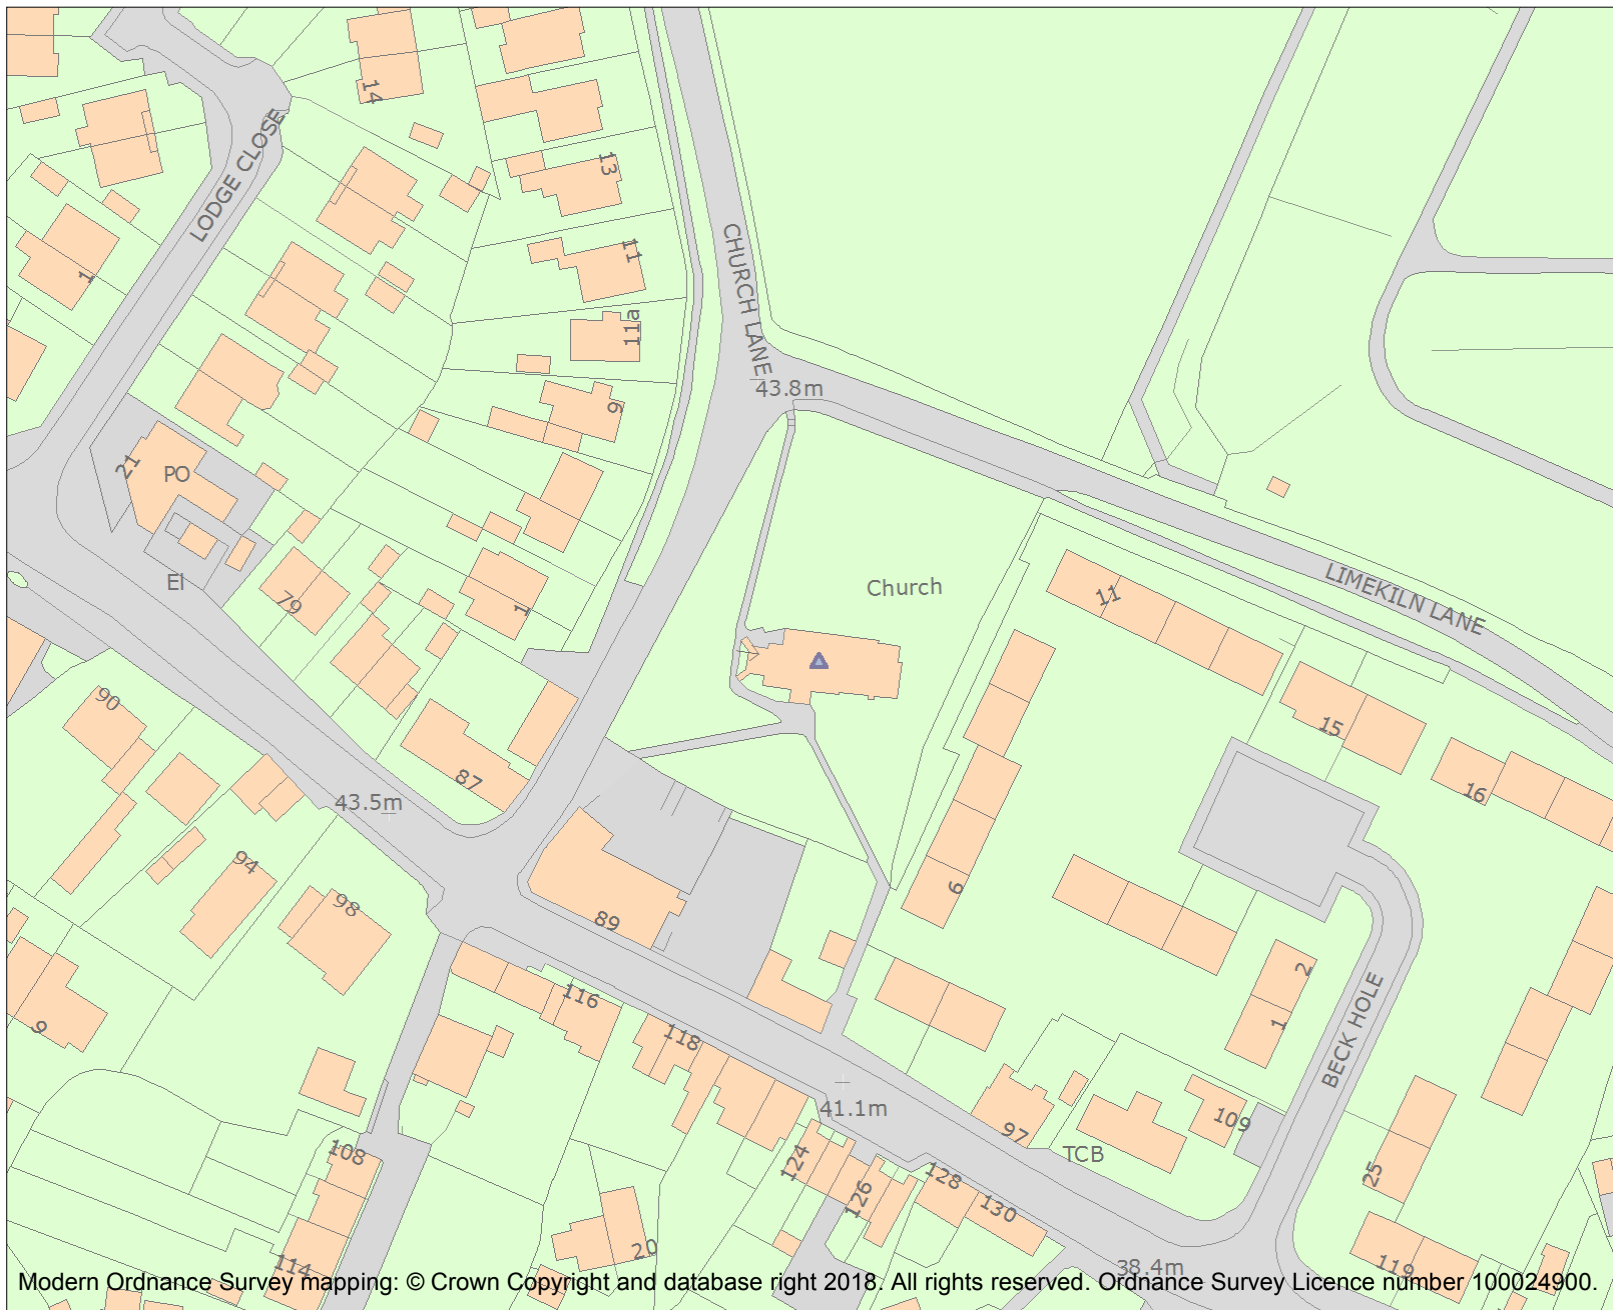 14
LODGE CLOSE
13
1
11
CHURCH LANE
11a
43.8m
9
21
PO
El
Church
11
LIMEKILN LANE
79
1
90
15
87
16
43.5m
94
6
98
89
2
116
9
1
BECK HOLE
118
41.1m
109
97
TCB
108
124
128
25
126
130
20
114
38.4m
119
Modern Ordnance Survey mapping: © Crown Copyright and database right 2018. All rights reserved. Ordnance Survey Licence number 100024900.